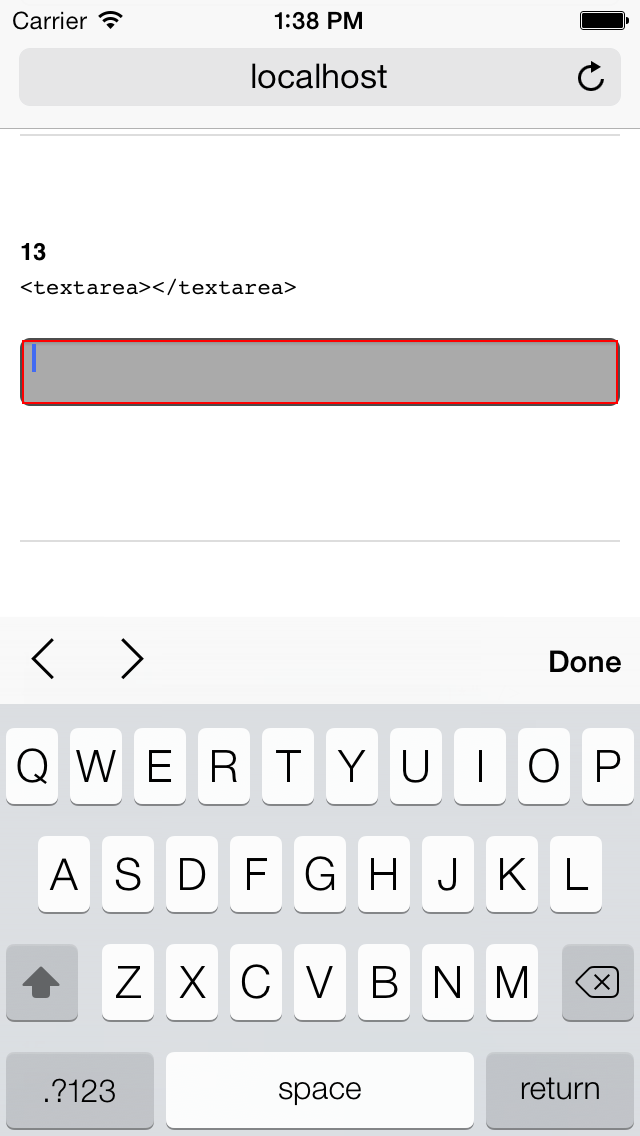 Carrier 1:38 PM
localhost
13
<textarea></textarea>
Done
Q W E R T Y U I O P
A S D F G H J K L
Z X C V B N M
.?123 space return